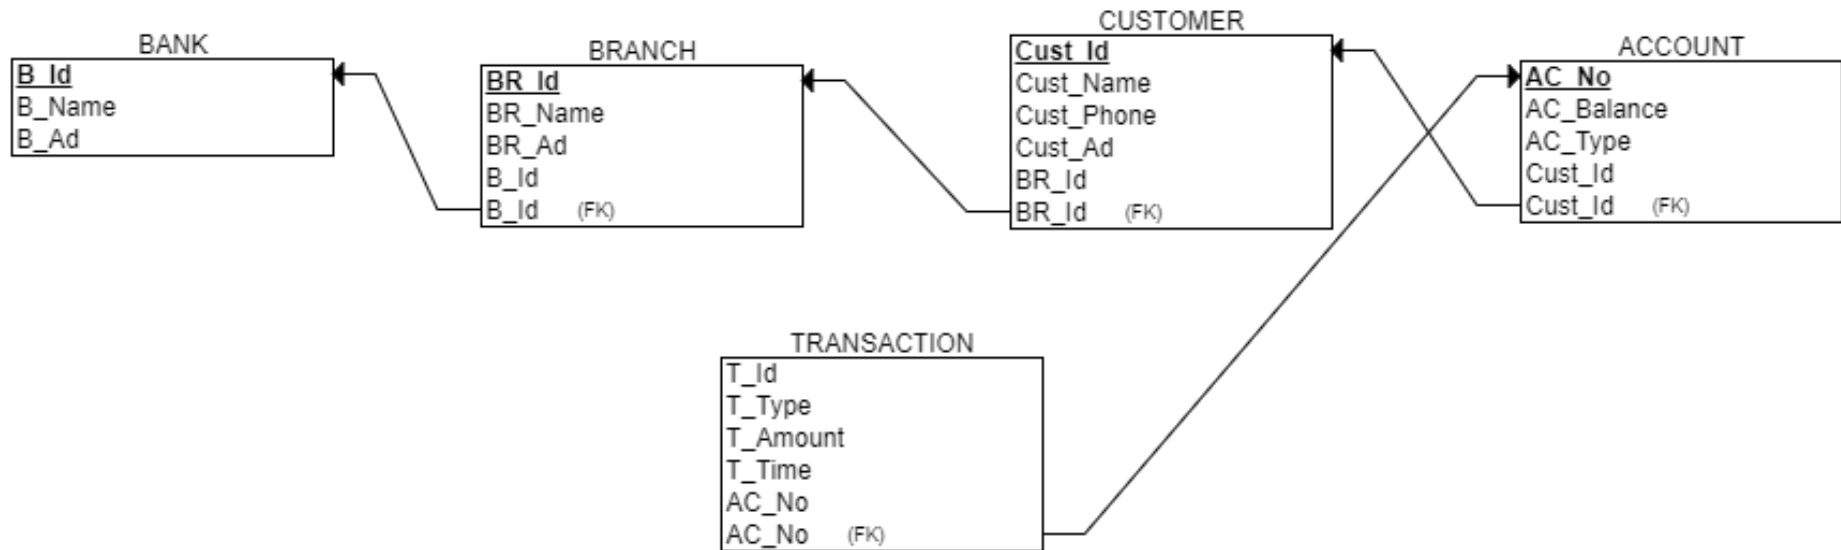 BANK
B_Id
B_Name
B_Ad
BRANCH
BR_Id
BR_Name
BR_Ad
B_Id
B_Id (FK)
CUSTOMER
Cust_Id
Cust_Name
Cust_Phone
Cust_Ad
BR_Id
BR_Id (FK)
ACCOUNT
AC_No
AC_Balance
AC_Type
Cust_Id
Cust_Id (FK)
TRANSACTION
T_Id
T_Type
T_Amount
T_Time
AC_No
AC_No (FK)